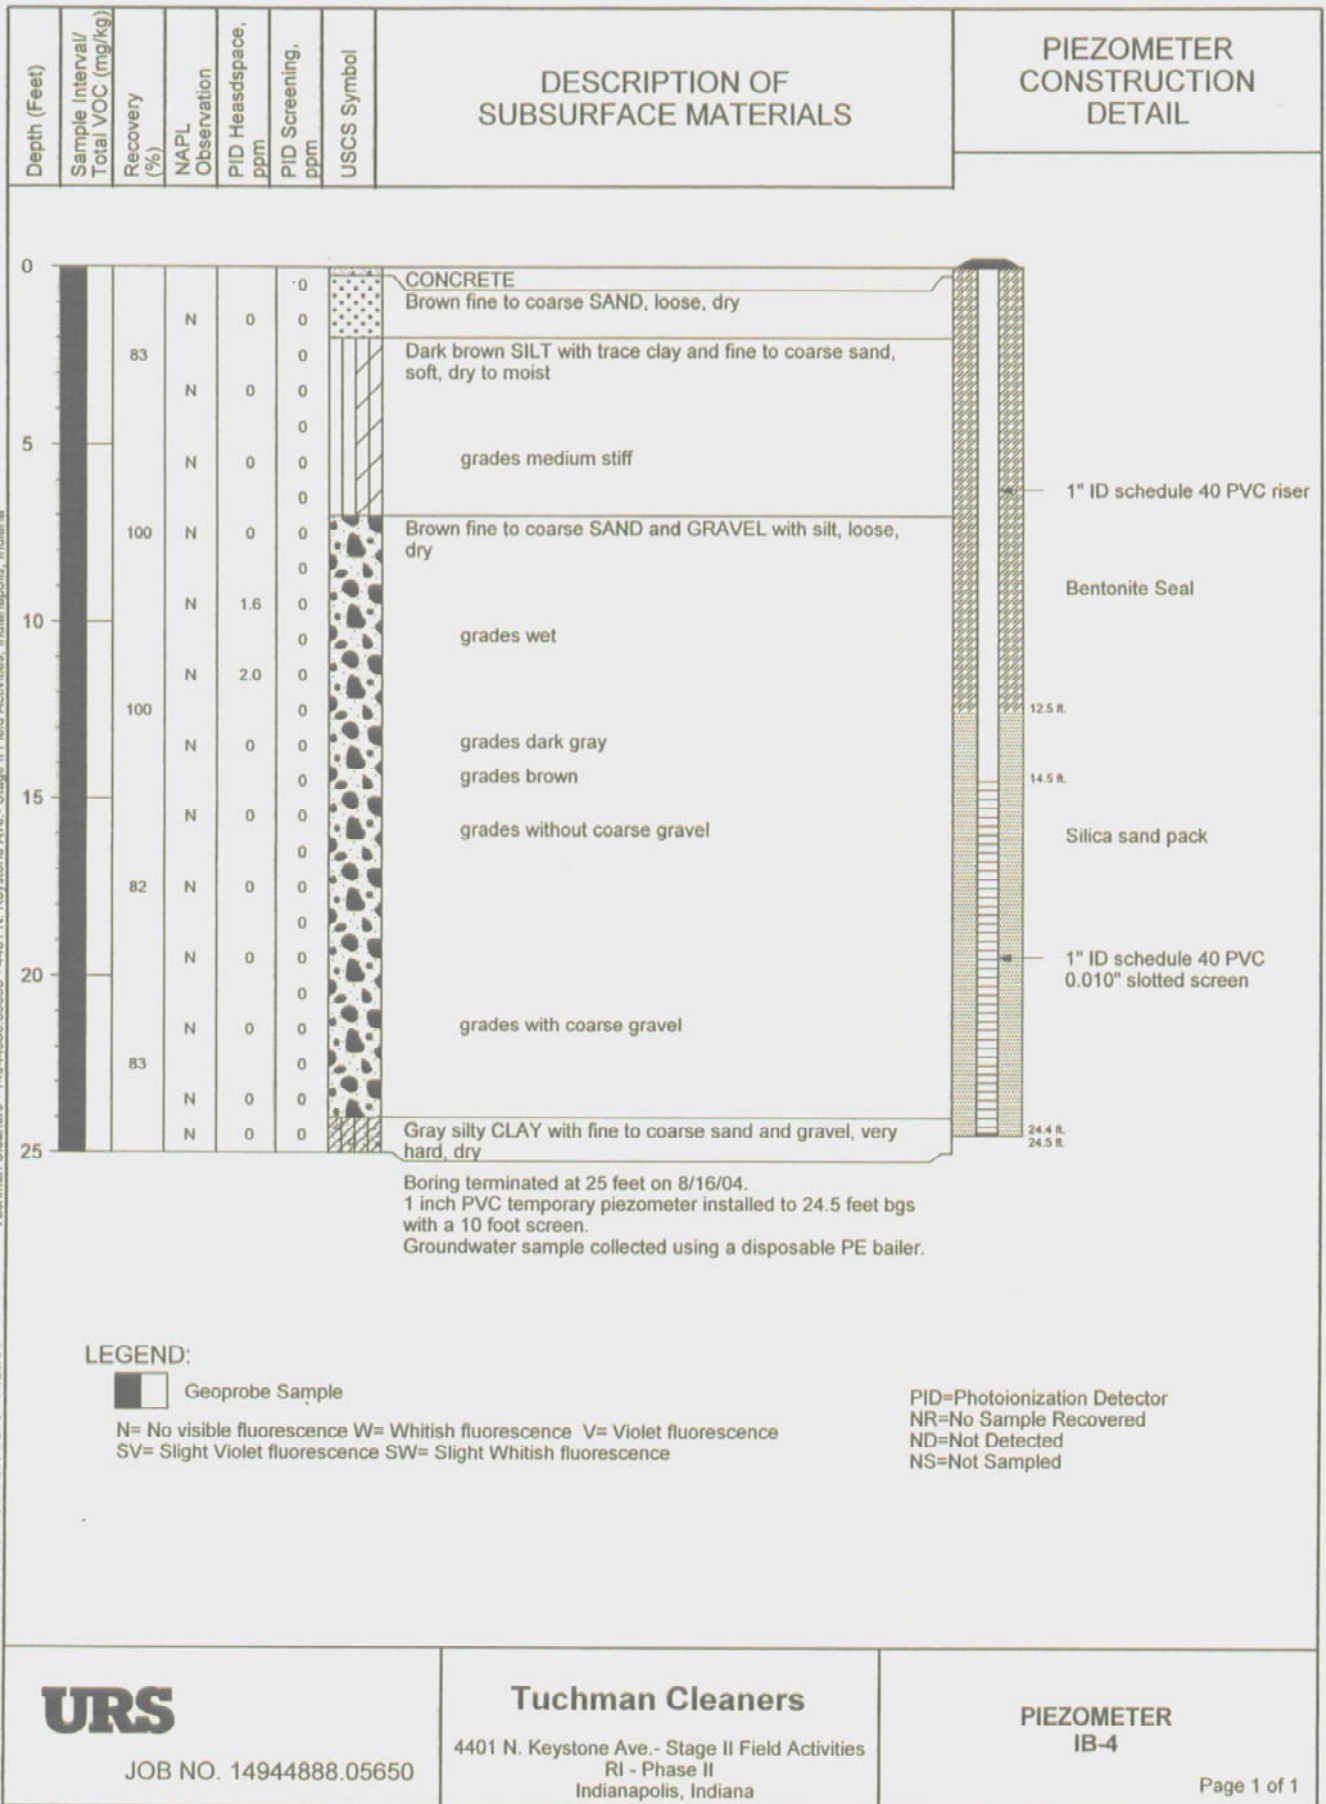 Depth (Feet)
Sample Interval/
Total VOC (mg/kg)
Recovery
(%)
NAPL
Observation
PID Heasdspace,
ppm
PID Screening,
ppm
USCS Symbol
DESCRIPTION OF
SUBSURFACE MATERIALS
PIEZOMETER
CONSTRUCTION
DETAIL
0
0
CONCRETE
Brown fine to coarse SAND, loose, dry
N 0 0
83 0
Dark brown SILT with trace clay and fine to coarse sand,
soft, dry to moist
N 0 0
0
5
N 0 0
grades medium stiff
0
1" ID schedule 40 PVC riser
100 N 0 0
Brown fine to coarse SAND and GRAVEL with silt, loose,
dry
0
Bentonite Seal
N 1.6 0
10
0
grades wet
N 2.0 0
100 0
12.5 ft.
N 0 0
grades dark gray
0
grades brown
14.5 ft.
15
N 0 0
grades without coarse gravel
Silica sand pack
0
82 N 0 0
0
N 0 0
1" ID schedule 40 PVC
0.010" slotted screen
20
0
N 0 0
grades with coarse gravel
83 0
N 0 0
N 0 0
Gray silty CLAY with fine to coarse sand and gravel, very
hard, dry
24.4 ft.
24.5 ft.
25
Boring terminated at 25 feet on 8/16/04.
1 inch PVC temporary piezometer installed to 24.5 feet bgs
with a 10 foot screen.
Groundwater sample collected using a disposable PE bailer.
LEGEND:
Geoprobe Sample
N= No visible fluorescence W= Whitish fluorescence V= Violet fluorescence
SV= Slight Violet fluorescence SW= Slight Whitish fluorescence
PID=Photoionization Detector
NR=No Sample Recovered
ND=Not Detected
NS=Not Sampled
URS
JOB NO. 14944888.05650
Tuchman Cleaners
4401 N. Keystone Ave.- Stage II Field Activities
RI - Phase II
Indianapolis, Indiana
PIEZOMETER
IB-4
Page 1 of 1